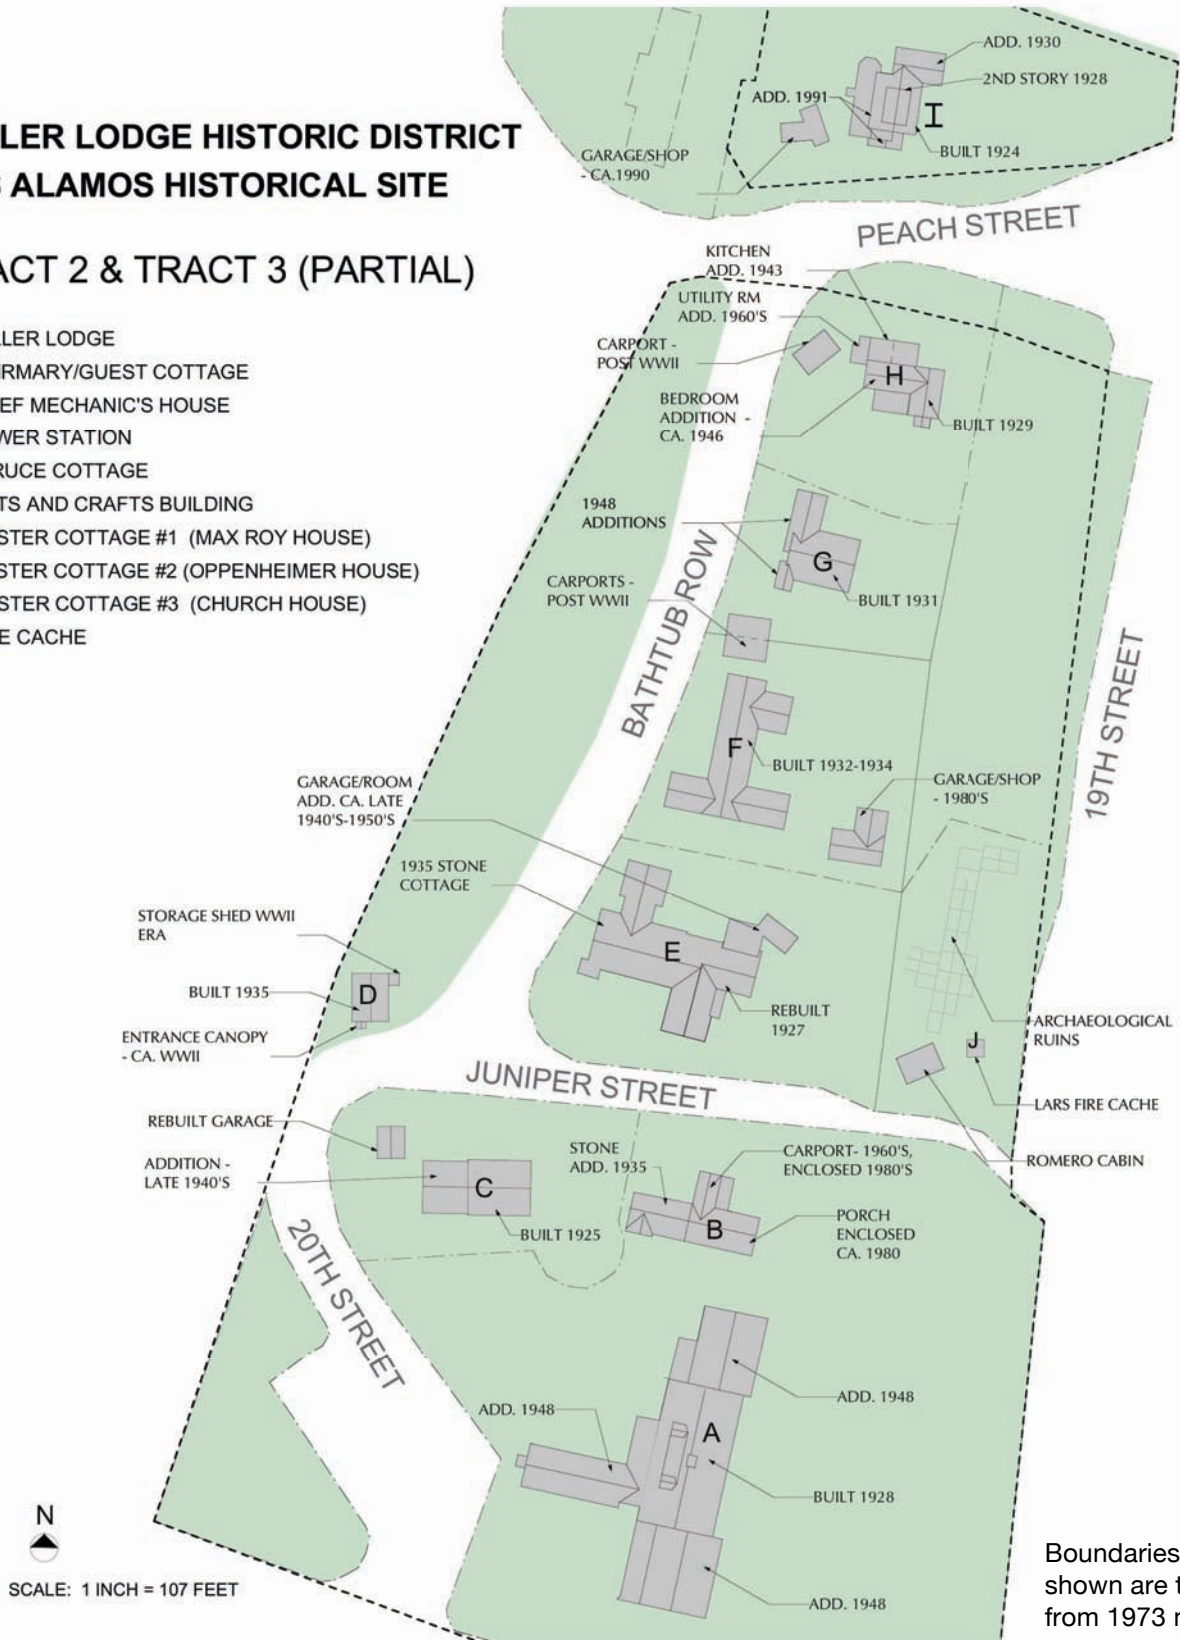 LER LODGE HISTORIC DISTRICT
ALAMOS HISTORICAL SITE
ACT 2 & TRACT 3 (PARTIAL)
LER LODGE
IRMARY/GUEST COTTAGE
EF MECHANIC'S HOUSE
WER STATION
RUCE COTTAGE
TS AND CRAFTS BUILDING
STER COTTAGE #1 (MAX ROY HOUSE)
STER COTTAGE #2 (OPPENHEIMER HOUSE)
STER COTTAGE #3 (CHURCH HOUSE)
E CACHE
ADD. 1930
2ND STORY 1928
ADD. 1991
I
BUILT 1924
GARAGE/SHOP
- CA.1990
PEACH STREET
KITCHEN
ADD. 1943
UTILITY RM
ADD. 1960'S
CARPORT -
POST WWII
H
BEDROOM
ADDITION -
CA. 1946
BUILT 1929
1948
ADDITIONS
G
BUILT 1931
CARPORTS -
POST WWII
BATHTUB ROW
19TH STREET
F
BUILT 1932-1934
GARAGE/SHOP
- 1980'S
GARAGE/ROOM
ADD. CA. LATE
1940'S-1950'S
1935 STONE
COTTAGE
E
REBUILT
1927
STORAGE SHED WWII
ERA
BUILT 1935
D
ENTRANCE CANOPY
- CA. WWII
ARCHAEOLOGICAL
RUINS
J
LARS FIRE CACHE
ROMERO CABIN
JUNIPER STREET
REBUILT GARAGE
ADDITION -
LATE 1940'S
C
BUILT 1925
STONE
ADD. 1935
CARPORT- 1960'S,
ENCLOSED 1980'S
B
PORCH
ENCLOSED
CA. 1980
20TH STREET
ADD. 1948
ADD. 1948
A
BUILT 1928
ADD. 1948
N
SCALE: 1 INCH = 107 FEET
Boundaries
shown are t
from 1973